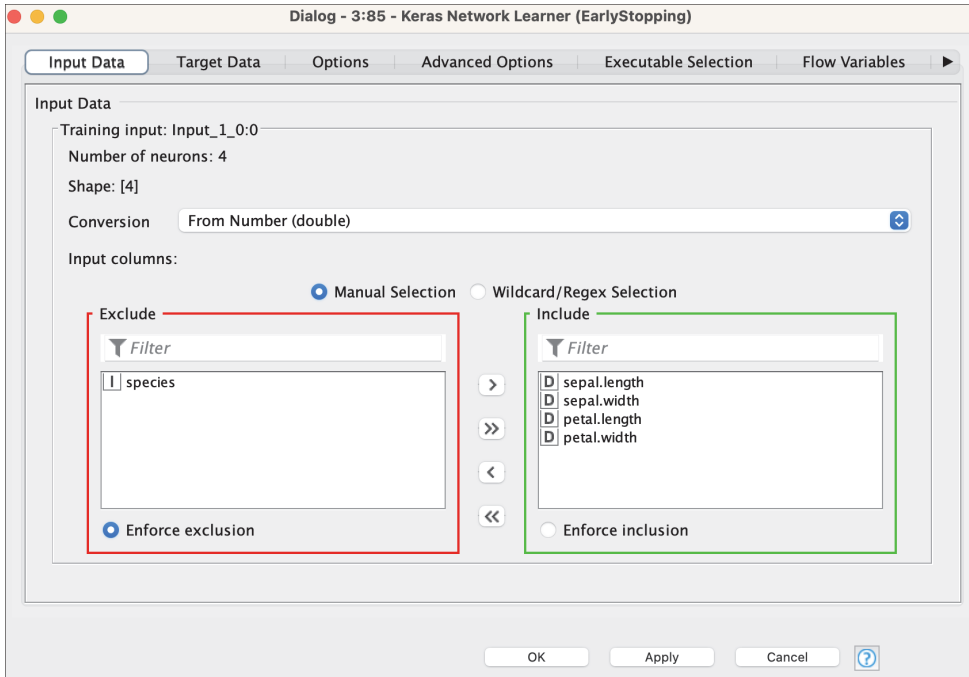 Dialog - 3:85 - Keras Network Learner (EarlyStopping)
Input Data Target Data Options Advanced Options Executable Selection Flow Variables
Input Data
Training input: Input_1_0:0
Number of neurons: 4
Shape: [4]
Conversion From Number (double)
Input columns:
Manual Selection Wildcard/Regex Selection
Exclude Include
Filter Filter
I species D sepal.length
D sepal.width
D petal.length
D petal.width
Enforce exclusion Enforce inclusion
OK Apply Cancel ?